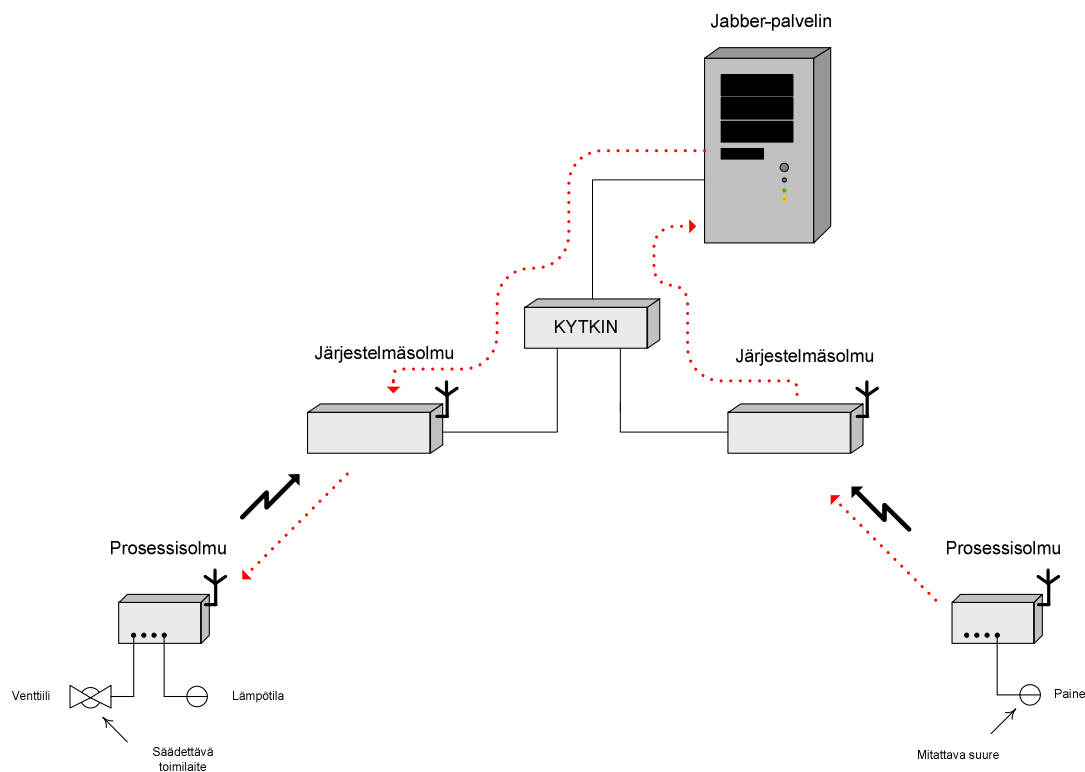 Jabber-palvelin
KYTKIN
Järjestelmäsolmu
Järjestelmäsolmu
Prosessisolmu
Prosessisolmu
Venttiili
Lämpötila
Paine
Säädettävä
toimilaite
Mitattava suure